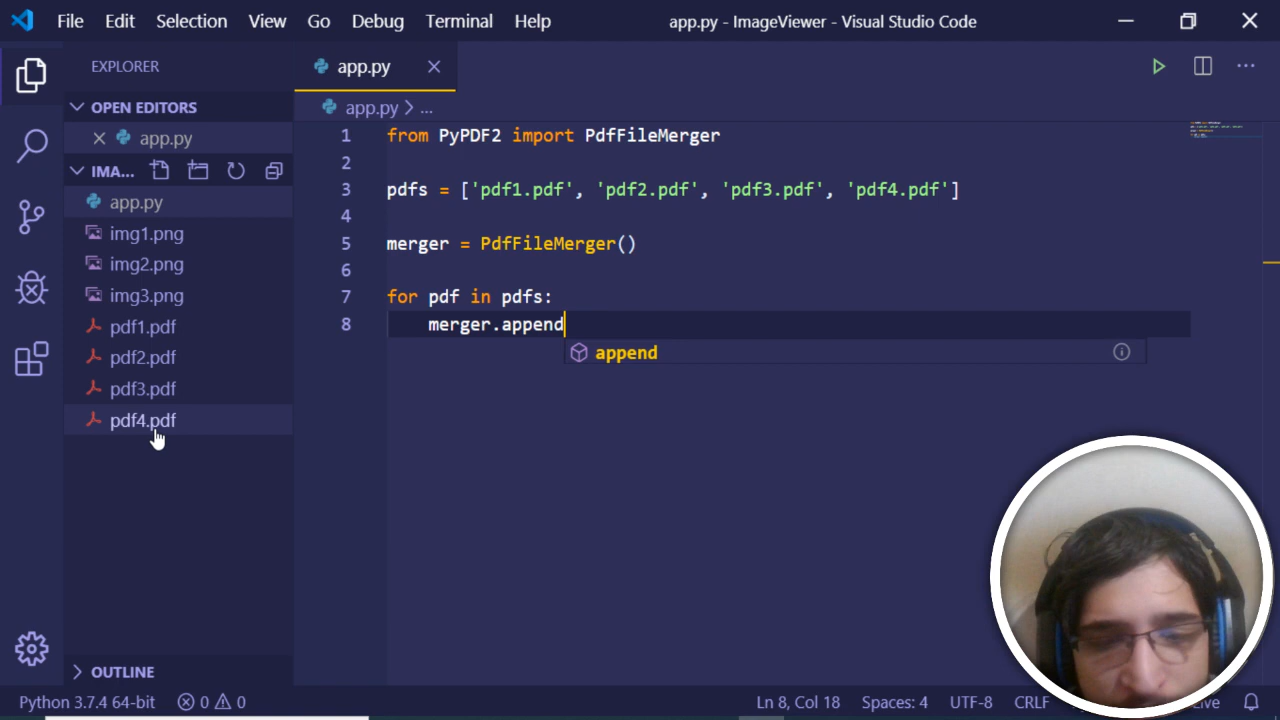 File Edit Selection View Go Debug Terminal Help app.py - ImageViewer - Visual Studio Code
EXPLORER
OPEN EDITORS
app.py
IMA...
app.py
img1.png
img2.png
img3.png
pdf1.pdf
pdf2.pdf
pdf3.pdf
pdf4.pdf
OUTLINE
app.py
app.py > ...
1 from PyPDF2 import PdfFileMerger
2
3 pdfs = ['pdf1.pdf', 'pdf2.pdf', 'pdf3.pdf', 'pdf4.pdf']
4
5 merger = PdfFileMerger()
6
7 for pdf in pdfs:
8 merger.append
append
Python 3.7.4 64-bit 0 0 Ln 8, Col 18 Spaces: 4 UTF-8 CRLF Live